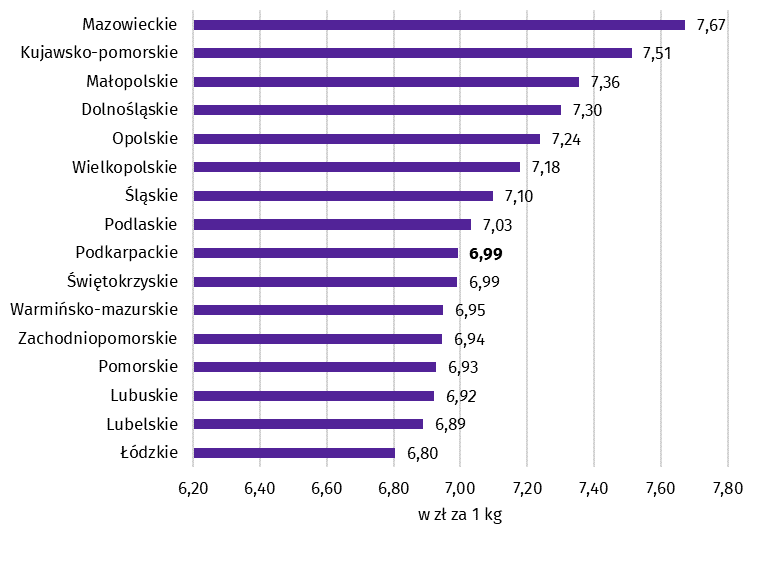 Mazowieckie 7,67
Kujawsko-pomorskie 7,51
Małopolskie 7,36
Dolnośląskie 7,30
Opolskie 7,24
Wielkopolskie 7,18
Śląskie 7,10
Podlaskie 7,03
Podkarpackie 6,99
Świętokrzyskie 6,99
Warmińsko-mazurskie 6,95
Zachodniopomorskie 6,94
Pomorskie 6,93
Lubuskie 6,92
Lubelskie 6,89
Łódzkie 6,80
6,20 6,40 6,60 6,80 7,00 7,20 7,40 7,60 7,80
w zł za 1 kg